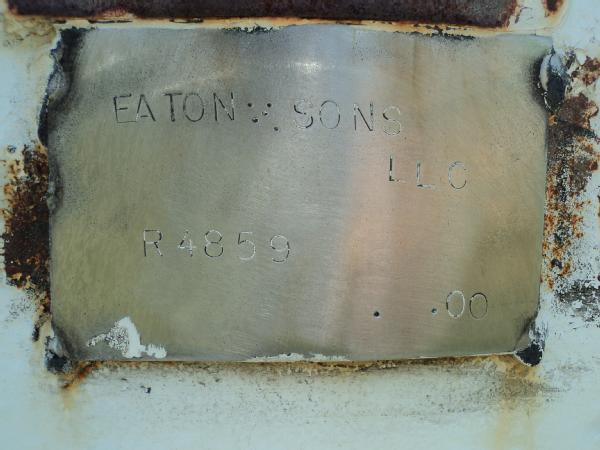 EATON SONS
LLC
R4859
. .00